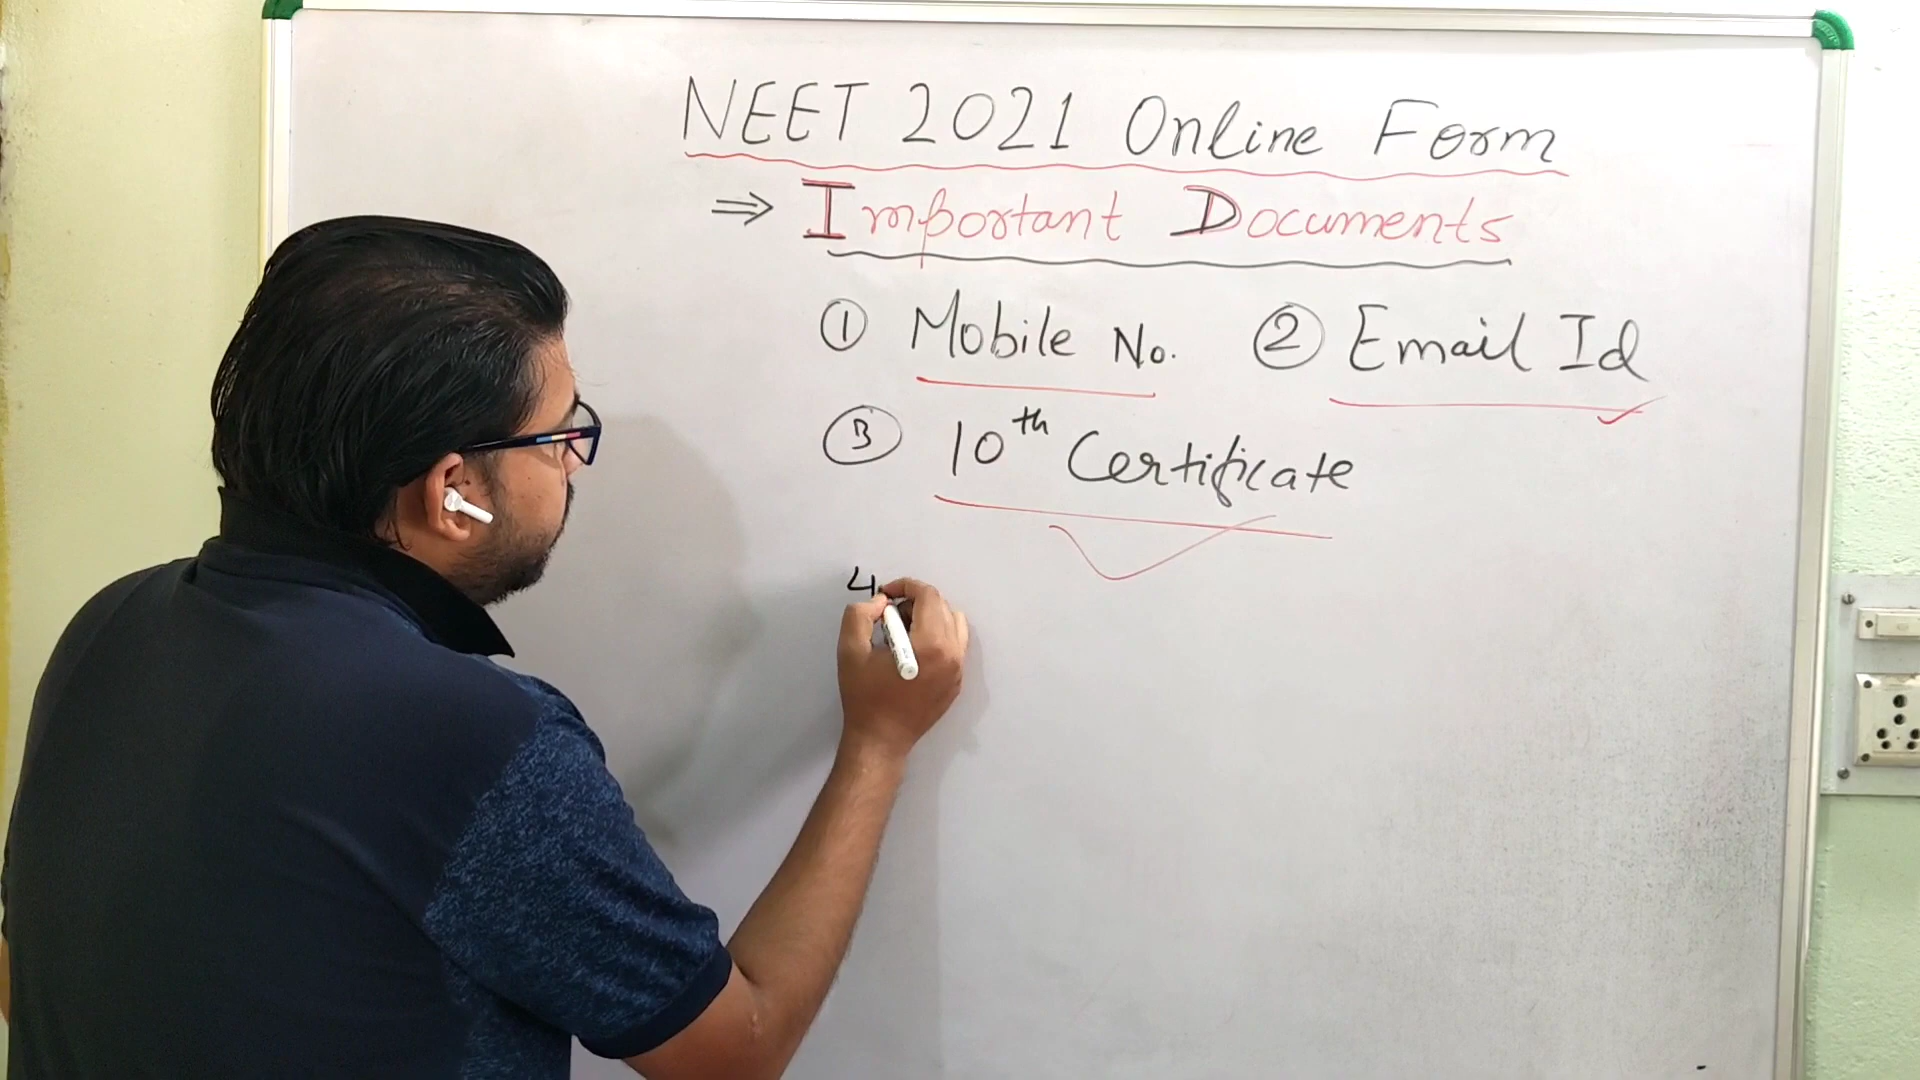 NEET 2021 Online Form
⇒ Important Documents
① Mobile No. ② Email Id
③ 10th Certificate
4